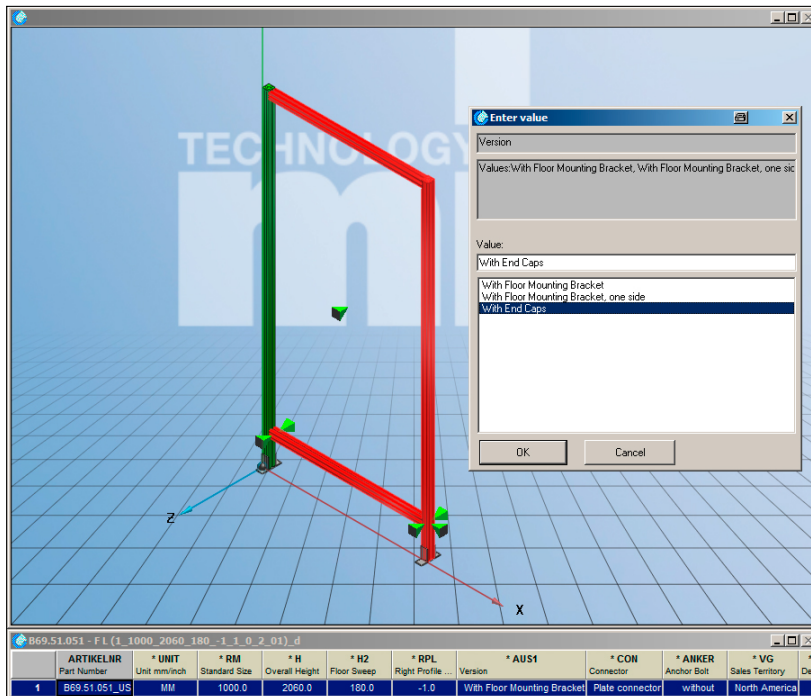 TECHNOLOGY
Enter value
Version
Values:With Floor Mounting Bracket, With Floor Mounting Bracket, one sid
Value:
With End Caps
With Floor Mounting Bracket
With Floor Mounting Bracket, one side
With End Caps
OK
Cancel
Z
X
B69.51.051 - F L (1_1000_2060_180_-1_1_0_2_01)_d
ARTIKELNR * UNIT * RM * H * H2 * RPL * AUS1 * CON * ANKER * VG *
Part Number Unit mm/inch Standard Size Overall Height Floor Sweep Right Profile ... Version Connector Anchor Bolt Sales Territory De
1 B69.51.051_US MM 1000.0 2060.0 180.0 -1.0 With Floor Mounting Bracket Plate connector without North America